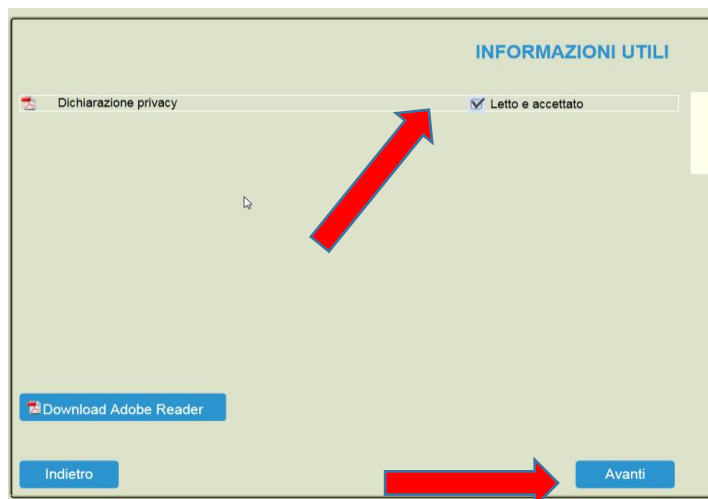 INFORMAZIONI UTILI
Dichiarazione privacy
Letto e accettato
Download Adobe Reader
Indietro
Avanti